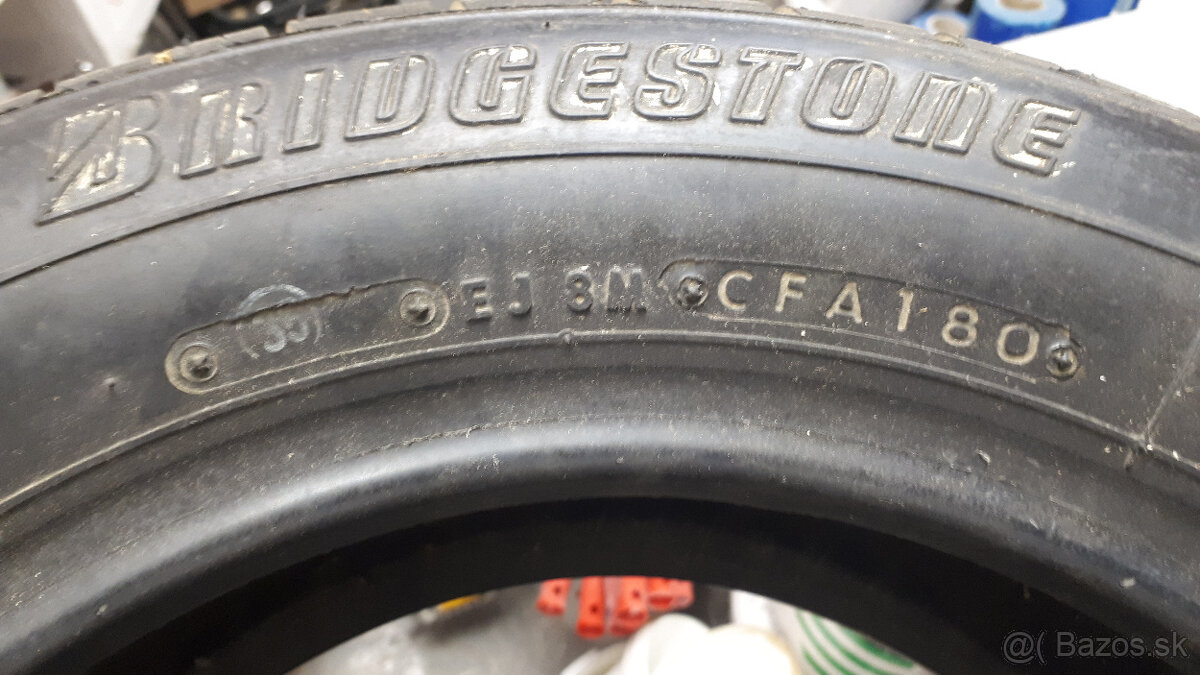 BRIDGESTONE
EJ 8M CFA180
@( Bazos.sk